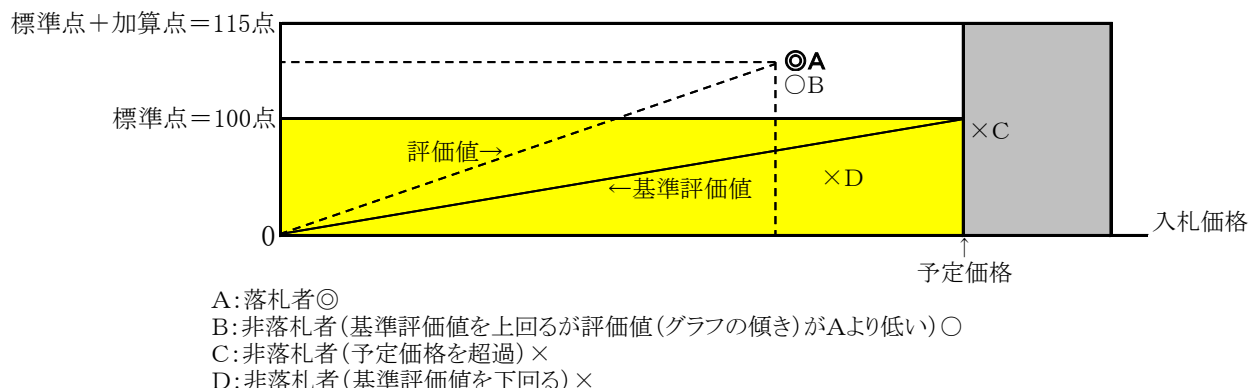 標準点+加算点=115点
◎A
○B
標準点=100点
×C
評価値→
×D
←基準評価値
0
入札価格
↑
予定価格
A:落札者◎
B:非落札者(基準評価値を上回るが評価値(グラフの傾き)がAより低い)○
C:非落札者(予定価格を超過)×
D:非落札者(基準評価値を下回る)×